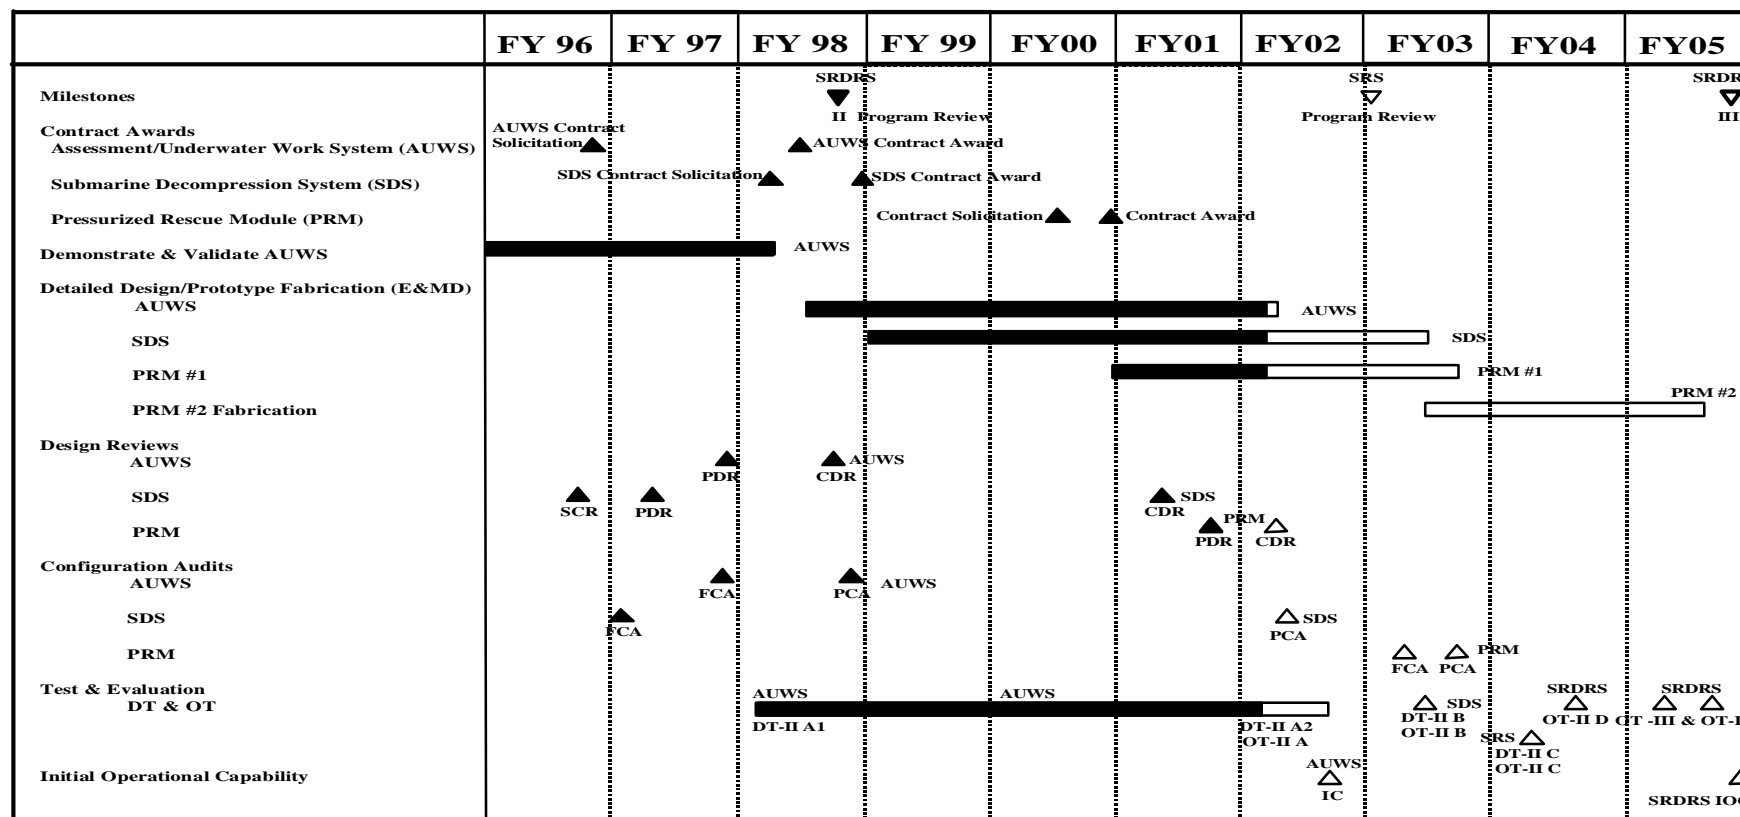 FY 96 FY 97 FY 98 FY 99 FY00 FY01 FY02 FY03 FY04 FY05
SRDRS SRS SRDR
Milestones
II Program Review Program Review III
Contract Awards AUWS Contract
Assessment/Underwater Work System (AUWS) Solicitation AUWS Contract Award
Submarine Decompression System (SDS) SDS Contract Solicitation SDS Contract Award
Pressurized Rescue Module (PRM) Contract Solicitation Contract Award
Demonstrate & Validate AUWS AUWS
Detailed Design/Prototype Fabrication (E&MD)
AUWS AUWS
SDS SDS
PRM #1 PRM #1
PRM #2 Fabrication PRM #2
Design Reviews
AUWS AUWS
PDR CDR
SDS SDS
SCR PDR CDR
PRM PRM
PDR CDR
Configuration Audits
AUWS AUWS
FCA PCA
SDS SDS
FCA PCA
PRM PRM
FCA PCA
Test & Evaluation AUWS AUWS SRDRS SRDRS
DT & OT SDS
DT-II A1 DT-II A2 DT-II B OT-II D OT -III & OT-I
OT-II A OT-II B SRS
DT-II C
OT-II C
AUWS
Initial Operational Capability
IC SRDRS IOC